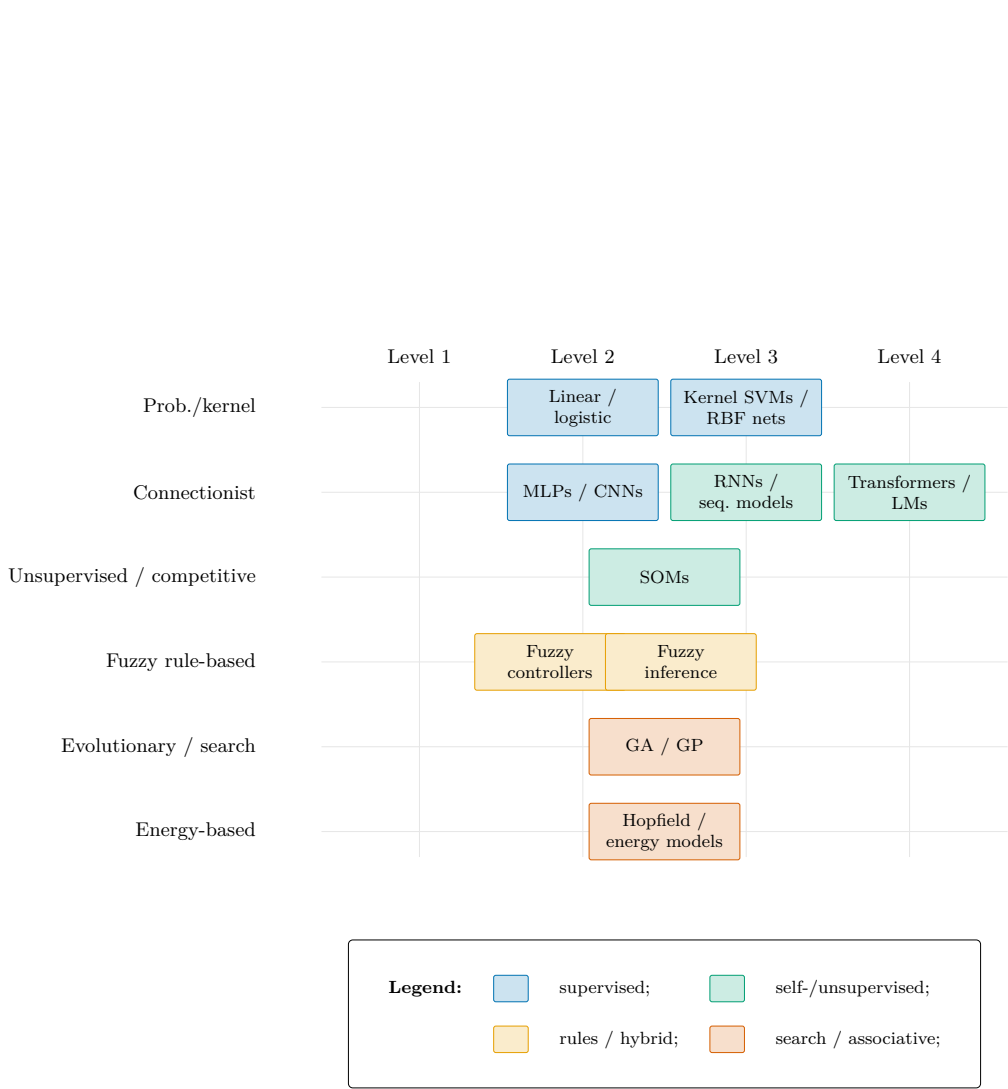 Level 1 Level 2 Level 3 Level 4
Prob./kernel
Linear /
logistic
Kernel SVMs /
RBF nets
Connectionist
MLPs / CNNs
RNNs /
seq. models
Transformers /
LMs
Unsupervised / competitive
SOMs
Fuzzy rule-based
Fuzzy
controllers
Fuzzy
inference
Evolutionary / search
GA / GP
Energy-based
Hopfield /
energy models
Legend: supervised; self-/unsupervised;
rules / hybrid; search / associative;